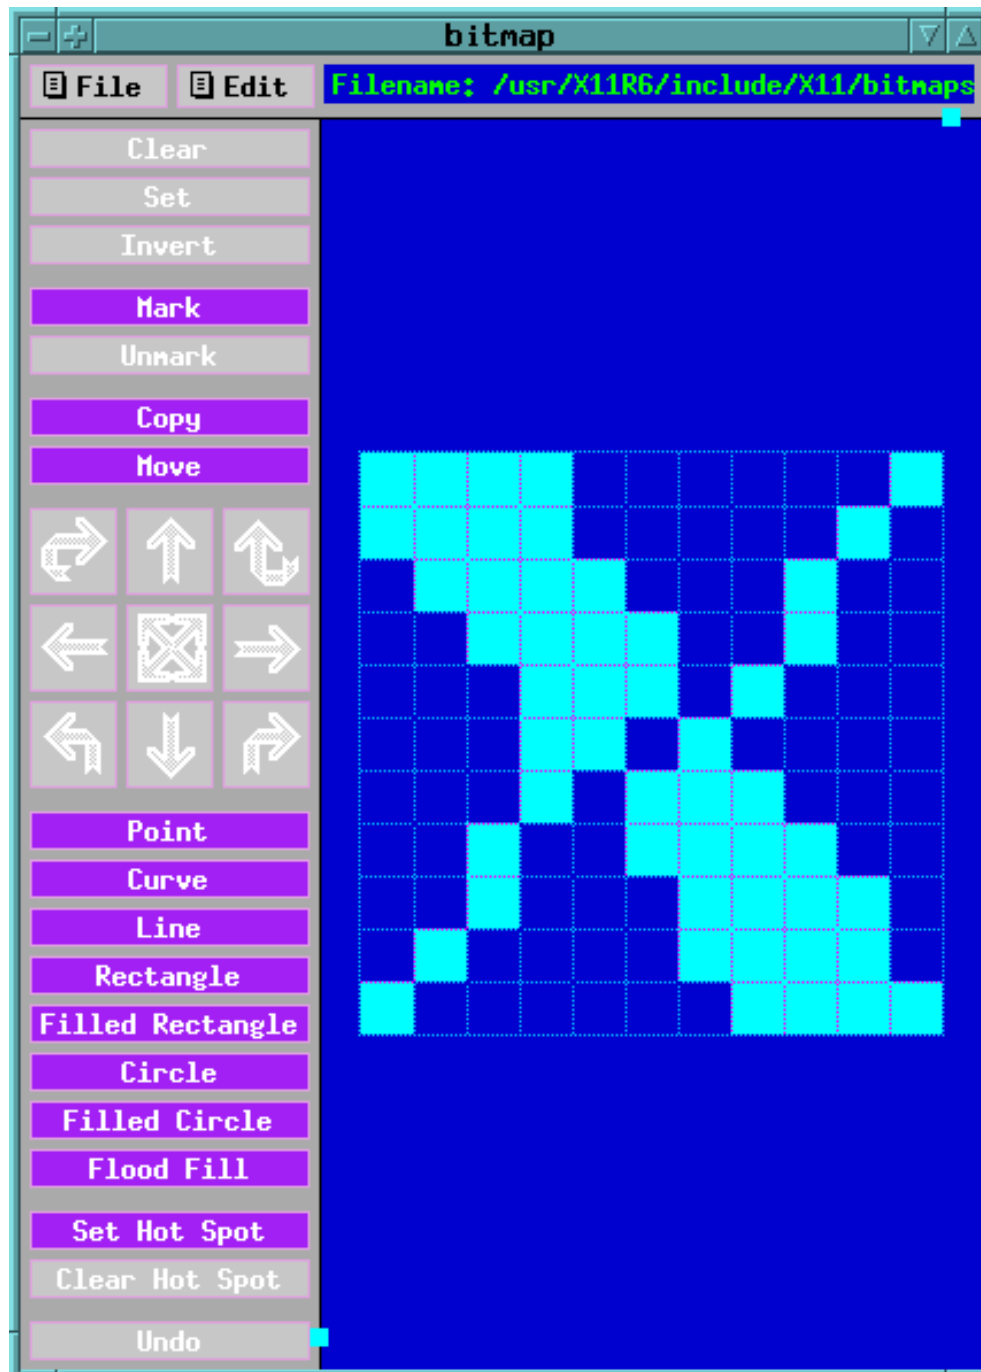 bitmap
File Edit Filename: /usr/X11R6/include/X11/bitmaps
Clear
Set
Invert
Mark
Unmark
Copy
Move
Point
Curve
Line
Rectangle
Filled Rectangle
Circle
Filled Circle
Flood Fill
Set Hot Spot
Clear Hot Spot
Undo